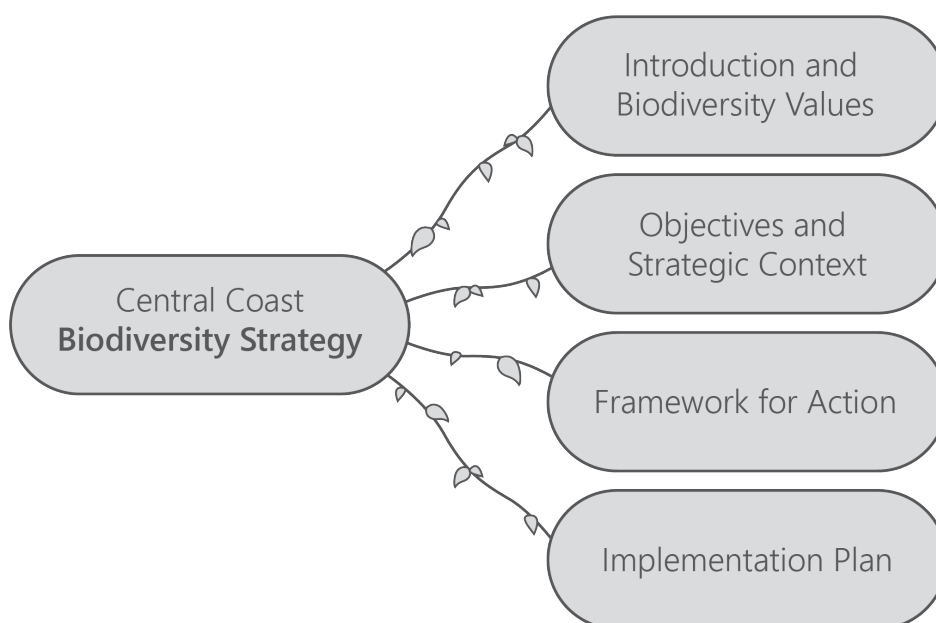 Central Coast
Biodiversity Strategy
Introduction and
Biodiversity Values
Objectives and
Strategic Context
Framework for Action
Implementation Plan